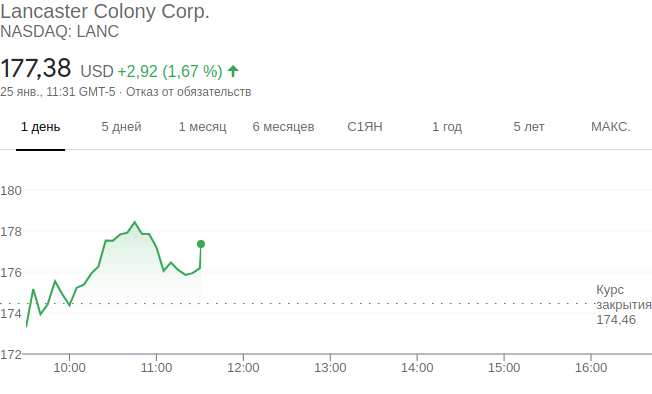 Lancaster Colony Corp.
NASDAQ: LANC
177,38 USD +2,92 (1,67 %)
25 янв., 11:31 GMT-5 · Отказ от обязательств
1 день 5 дней 1 месяц 6 месяцев С1ЯН 1 год 5 лет МАКС.
180
178
176
Курс
закрытия
174
174,46
172
10:00 11:00 12:00 13:00 14:00 15:00 16:00